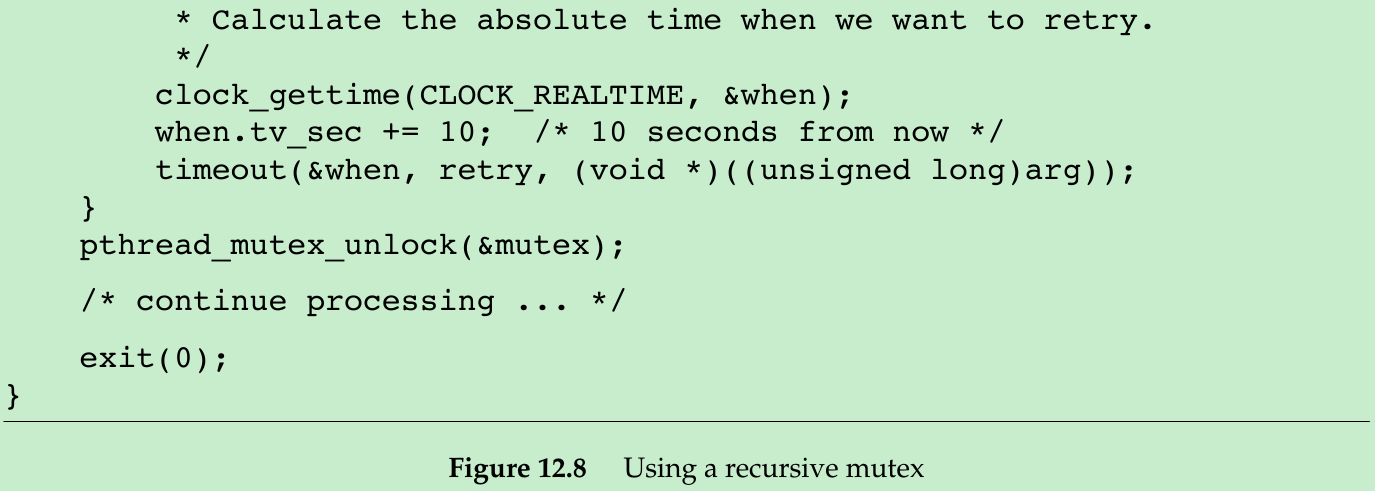 * Calculate the absolute time when we want to retry.
*/
clock_gettime(CLOCK_REALTIME, &when);
when.tv_sec += 10;  /* 10 seconds from now */
timeout(&when, retry, (void *)((unsigned long)arg));
}
pthread_mutex_unlock(&mutex);
/* continue processing ... */
exit(0);
}
Figure 12.8 Using a recursive mutex